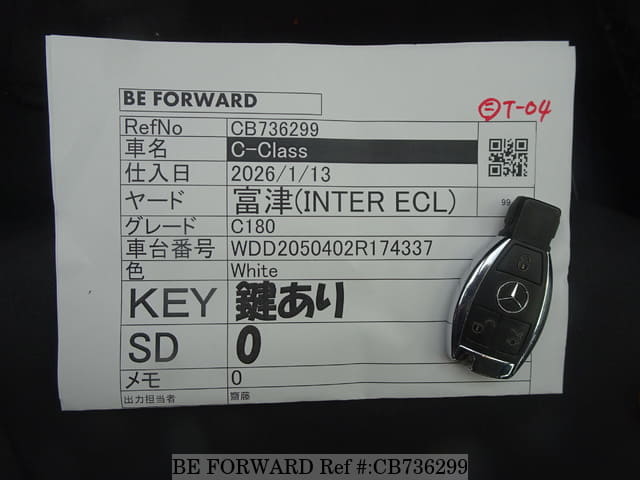 BE FORWARD
㊁T-04
RefNo CB736299
車名 C-Class
仕入日 2026/1/13
ヤード 富津(INTER ECL)
99
グレード C180
車台番号 WDD2050402R174337
色 White
KEY 鍵あり
SD 0
メモ 0
出力担当者 齋藤
BE FORWARD Ref #:CB736299